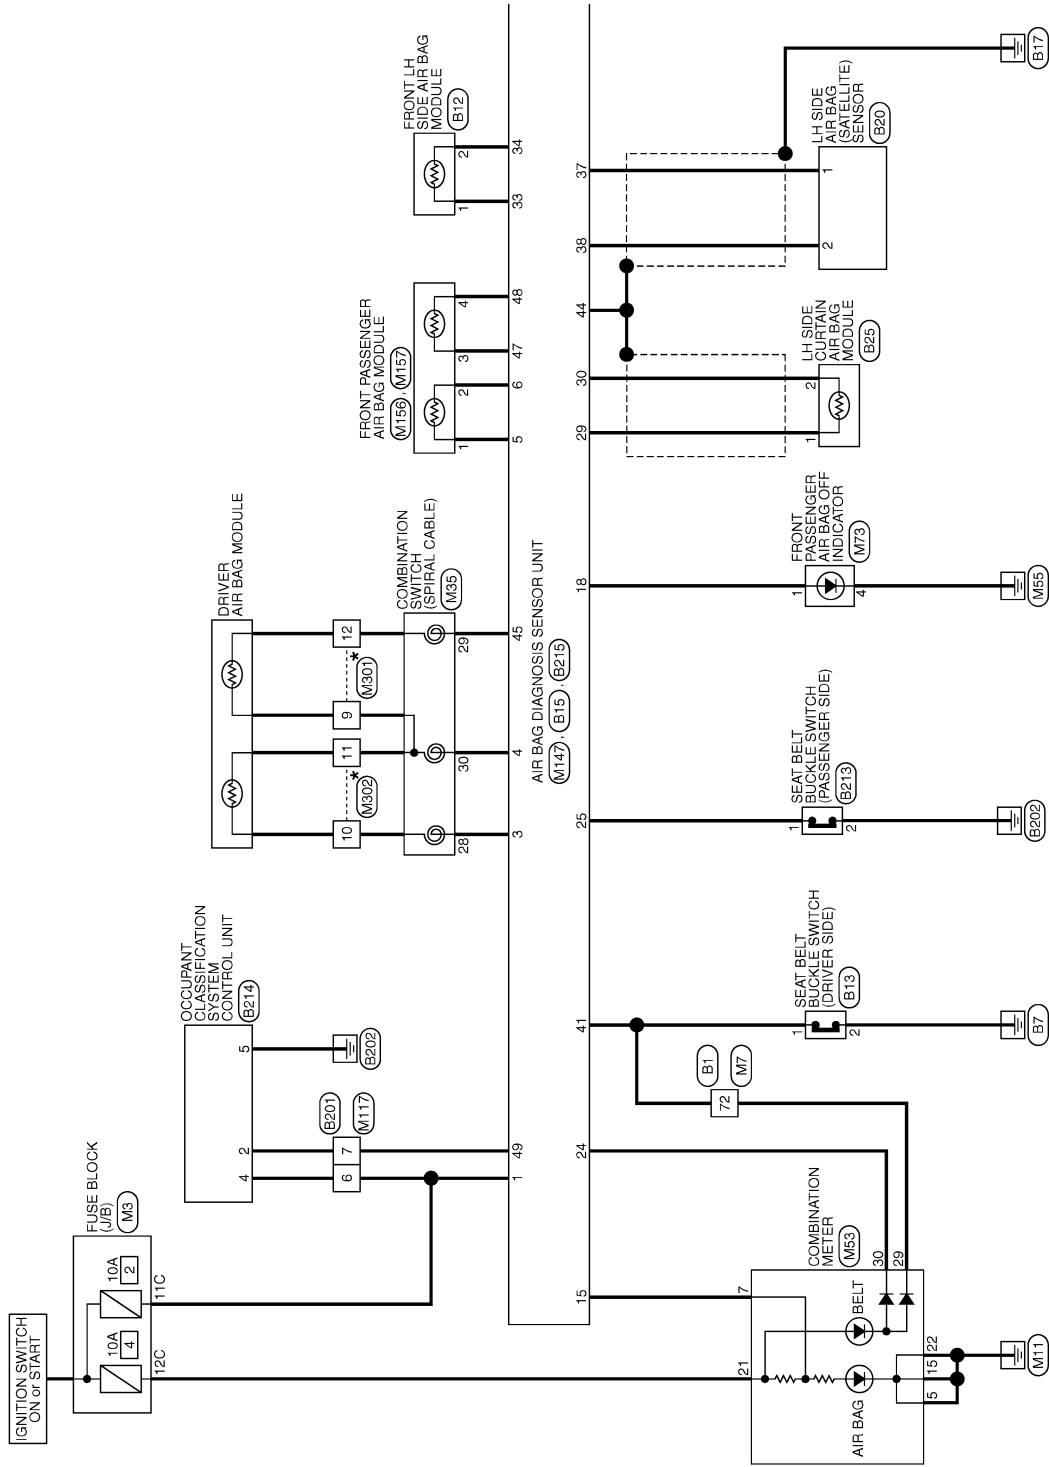 IGNITION SWITCH
ON or START
FUSE BLOCK
(J/B)
M3
10A
4
10A
2
12C
11C
OCCUPANT
CLASSIFICATION
SYSTEM
CONTROL UNIT
B214
4
2
5
6
7
B201
M117
B202
DRIVER
AIR BAG MODULE
10
11
9
12
*
M302
*
M301
COMBINATION
SWITCH
(SPIRAL CABLE)
M35
28
30
29
FRONT PASSENGER
AIR BAG MODULE
M156 , M157
1
2
3
4
FRONT LH
SIDE AIR BAG
MODULE
B12
1
2
1
49
3
4
45
5
6
47
48
33
34
AIR BAG DIAGNOSIS SENSOR UNIT
M147 , B15 , B215
15
24
41
25
18
29
30
44
38
37
COMBINATION
METER
M53
21
7
30
29
AIR BAG
BELT
5
15
22
M11
72
B1
M7
SEAT BELT
BUCKLE SWITCH
(DRIVER SIDE)
B13
1
2
B7
SEAT BELT
BUCKLE SWITCH
(PASSENGER SIDE)
B213
1
2
B202
FRONT
PASSENGER
AIR BAG OFF
INDICATOR
M73
1
4
M55
LH SIDE
CURTAIN
AIR BAG
MODULE
B25
1
2
LH SIDE
AIR BAG
(SATELLITE)
SENSOR
B20
2
1
B17